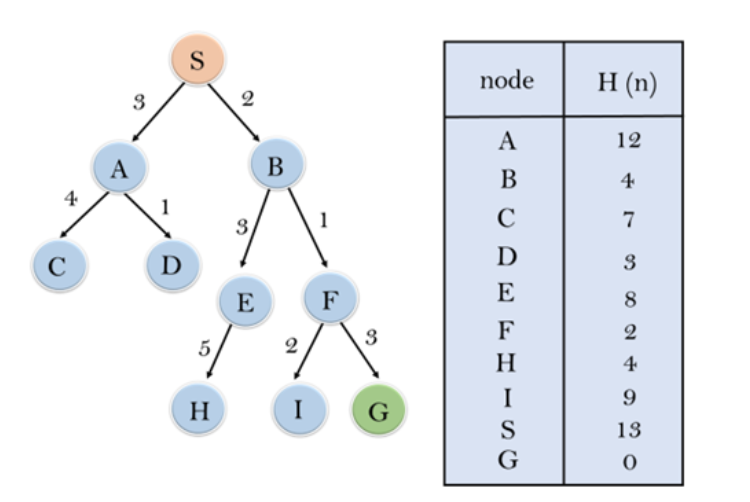 S
3
2
A
B
4
1
3
1
C
D
E
F
5
2
3
H
I
G
node H (n)
A 12
B 4
C 7
D 3
E 8
F 2
H 4
I 9
S 13
G 0